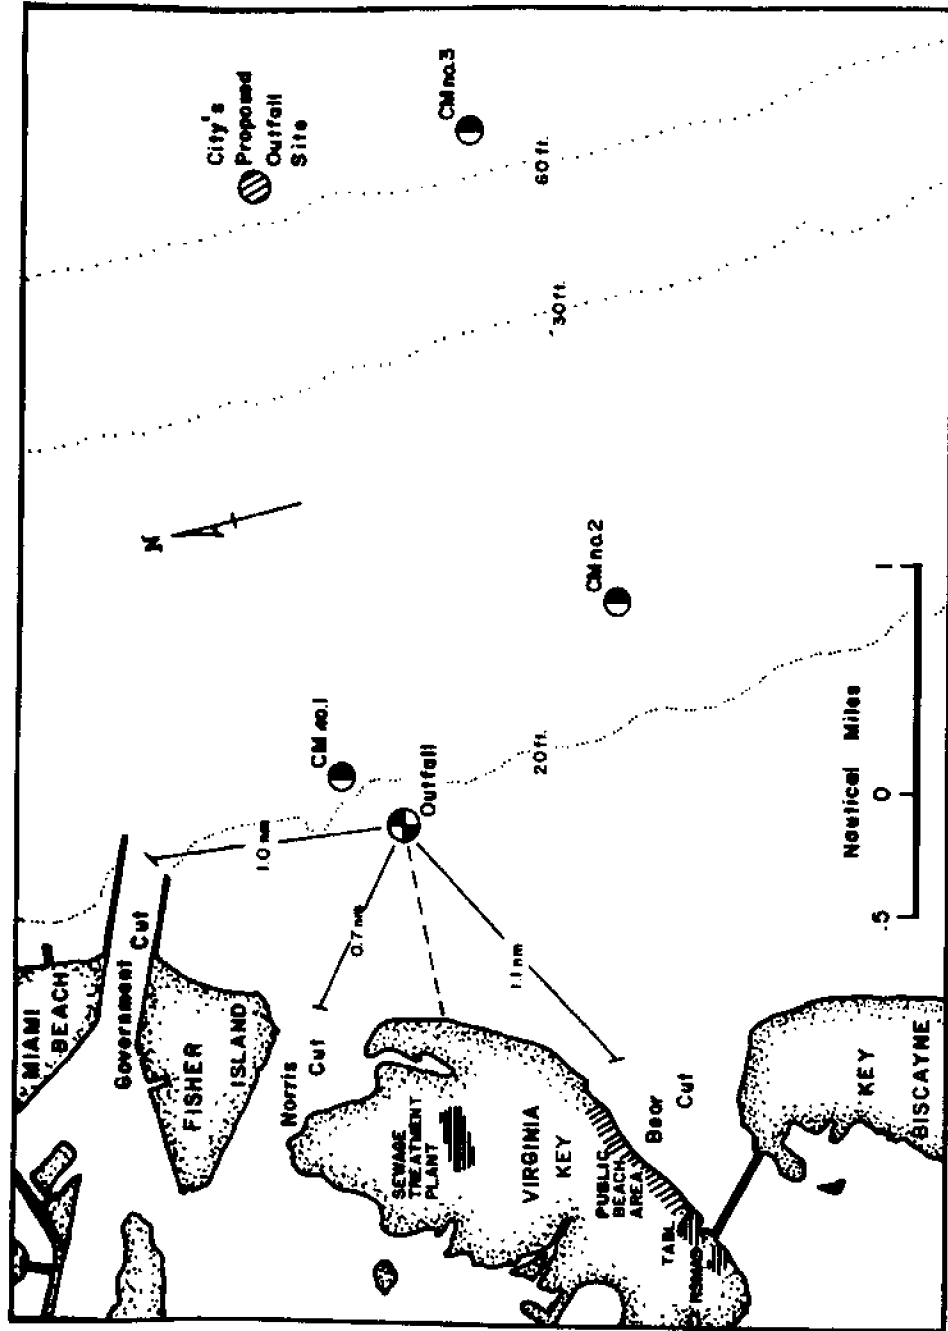 MIAMI
BEACH
Government
Cut
FISHER
ISLAND
Norris
Cut
SEWAGE
TREATMENT
PLANT
VIRGINIA
KEY
PUBLIC
BEACH
AREA
TABL
RSMAS
Bear
Cut
KEY
BISCAYNE
1.0 nm
0.7 nm
1.1 nm
Outfall
CM no.1
CM no.2
CM no.3
City's
Proposed
Outfall
Site
N
20 ft.
30 ft.
60 ft.
.5 0 1
Nautical Miles